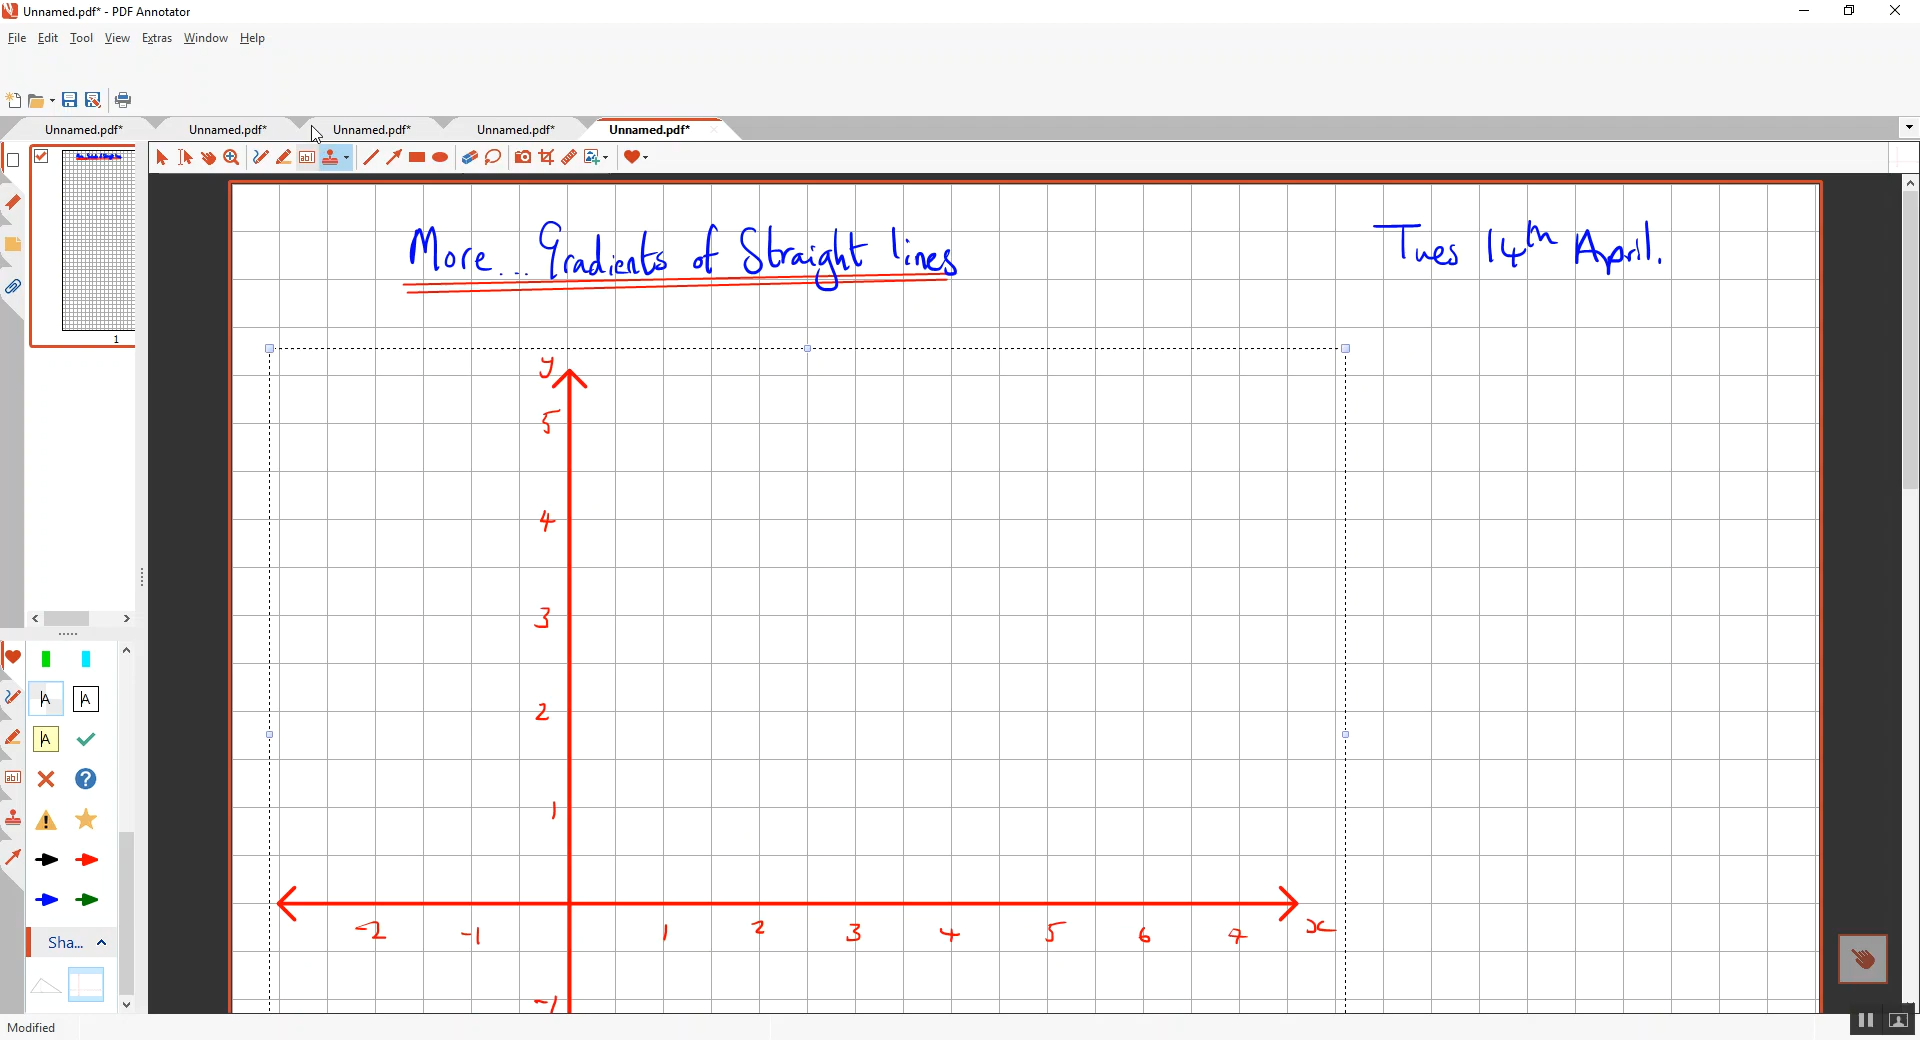 Unnamed.pdf* - PDF Annotator
File Edit Tool View Extras Window Help
Unnamed.pdf* Unnamed.pdf* Unnamed.pdf* Unnamed.pdf* Unnamed.pdf*
More... Gradients of Straight lines
Tues 14th April.
1
y
5
4
3
2
1
-2 -1 1 2 3 4 5 6 7 x
-1
A A
A
Sha...
Modified